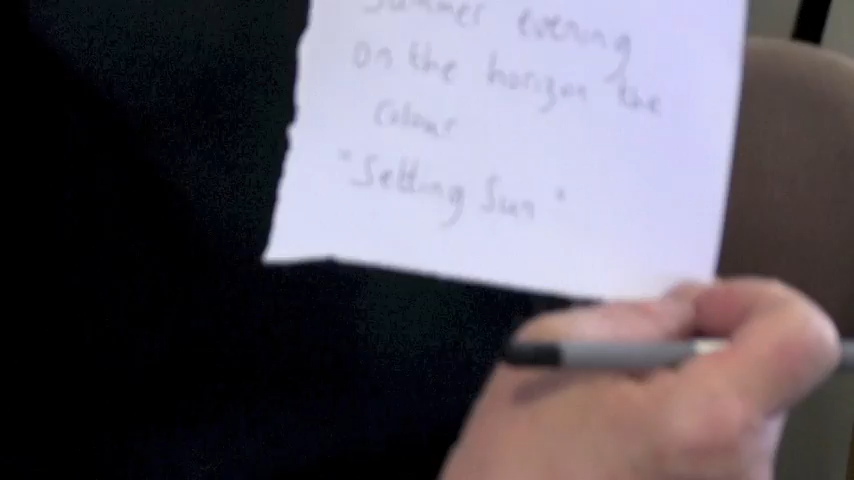 Summer evening
on the horizon the
colour
"Setting Sun"